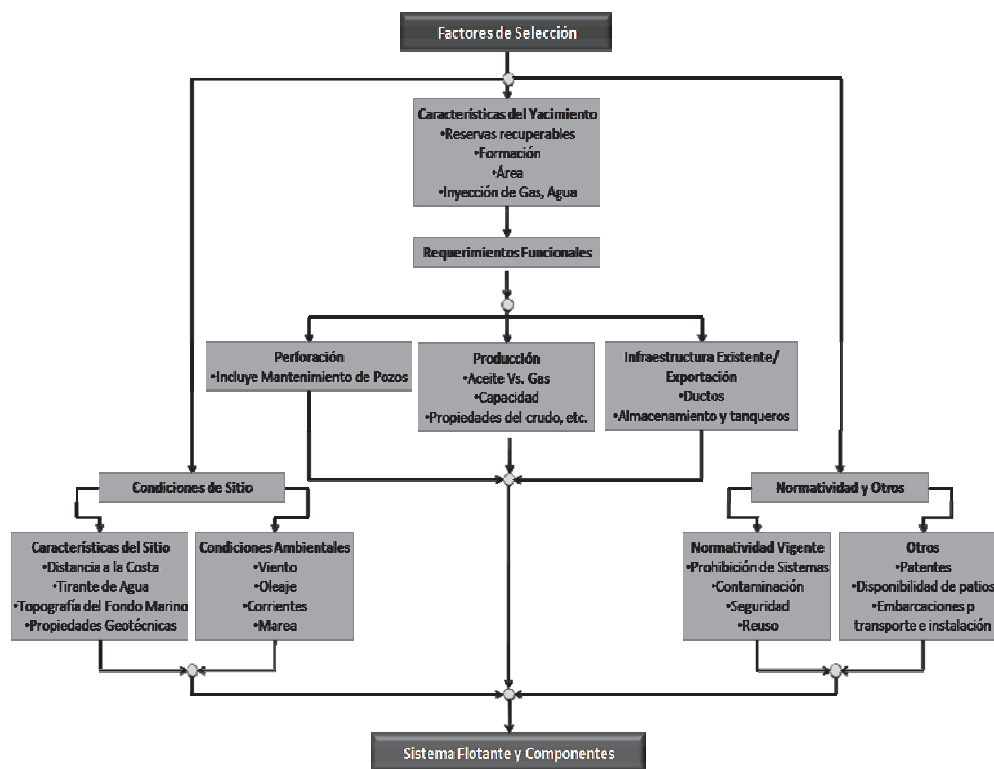 Factores de Selección
Características del Yacimiento
•Reservas recuperables
•Formación
•Área
•Inyección de Gas, Agua
Requerimientos Funcionales
Perforación
•Incluye Mantenimiento de Pozos
Producción
•Aceite Vs. Gas
•Capacidad
•Propiedades del crudo, etc.
Infraestructura Existente/
Exportación
•Ductos
•Almacenamiento y tanqueros
Condiciones de Sitio
Normatividad y Otros
Características del Sitio
•Distancia a la Costa
•Tirante de Agua
•Topografía del Fondo Marino
•Propiedades Geotécnicas
Condiciones Ambientales
•Viento
•Oleaje
•Corrientes
•Marea
Normatividad Vigente
•Prohibición de Sistemas
•Contaminación
•Seguridad
•Reuso
Otros
•Patentes
•Disponibilidad de patios
•Embarcaciones p
transporte e instalación
Sistema Flotante y Componentes